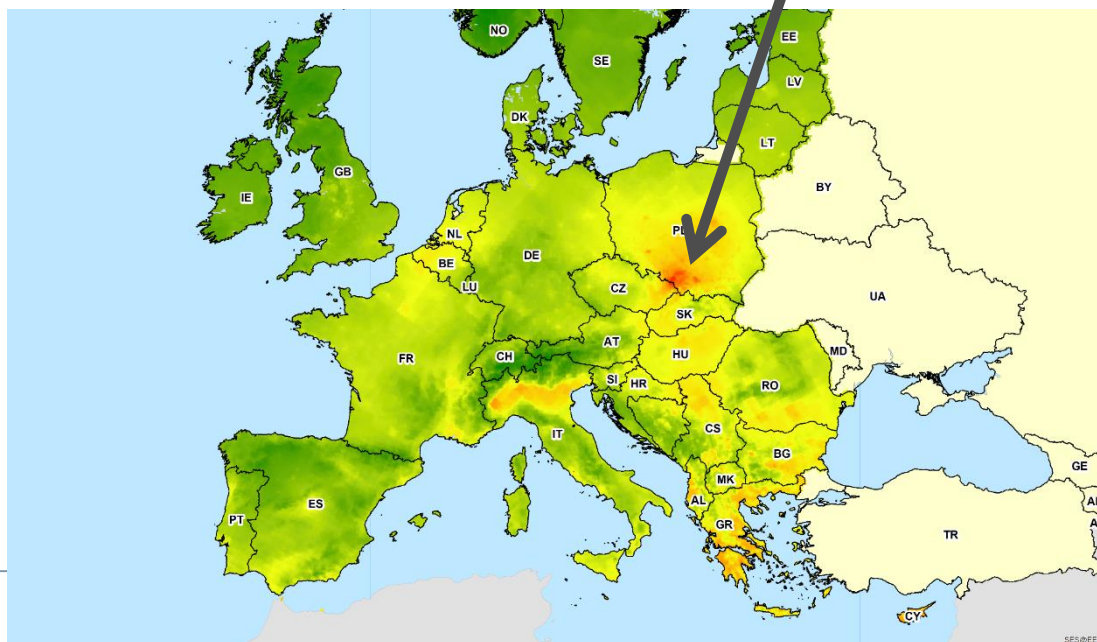 NO
SE
EE
LV
LT
DK
GB
IE
BY
NL
PL
BE
DE
LU
CZ
UA
SK
FR
CH
AT
HU
MD
SI
HR
RO
IT
CS
BG
MK
AL
GE
PT
ES
GR
TR
CY